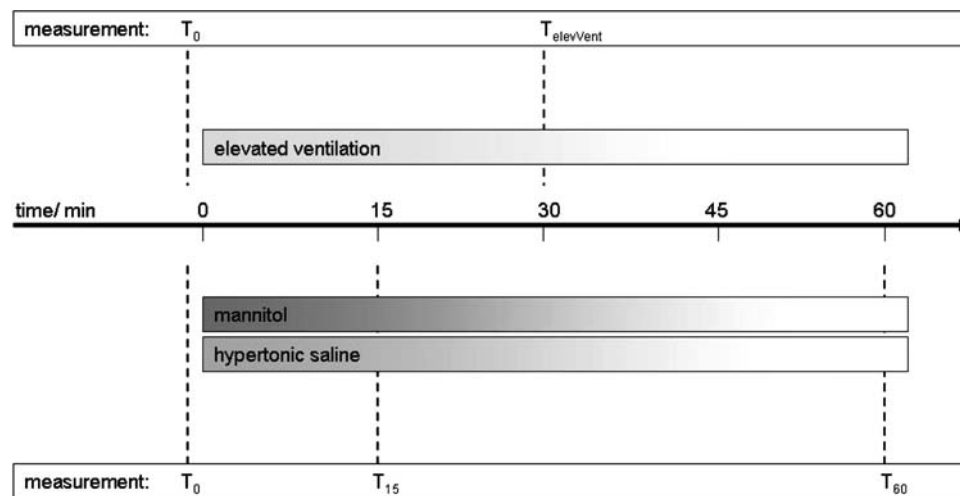 measurement: T0 TelevVent
elevated ventilation
time/ min 0 15 30 45 60
mannitol
hypertonic saline
measurement: T0 T15 T60